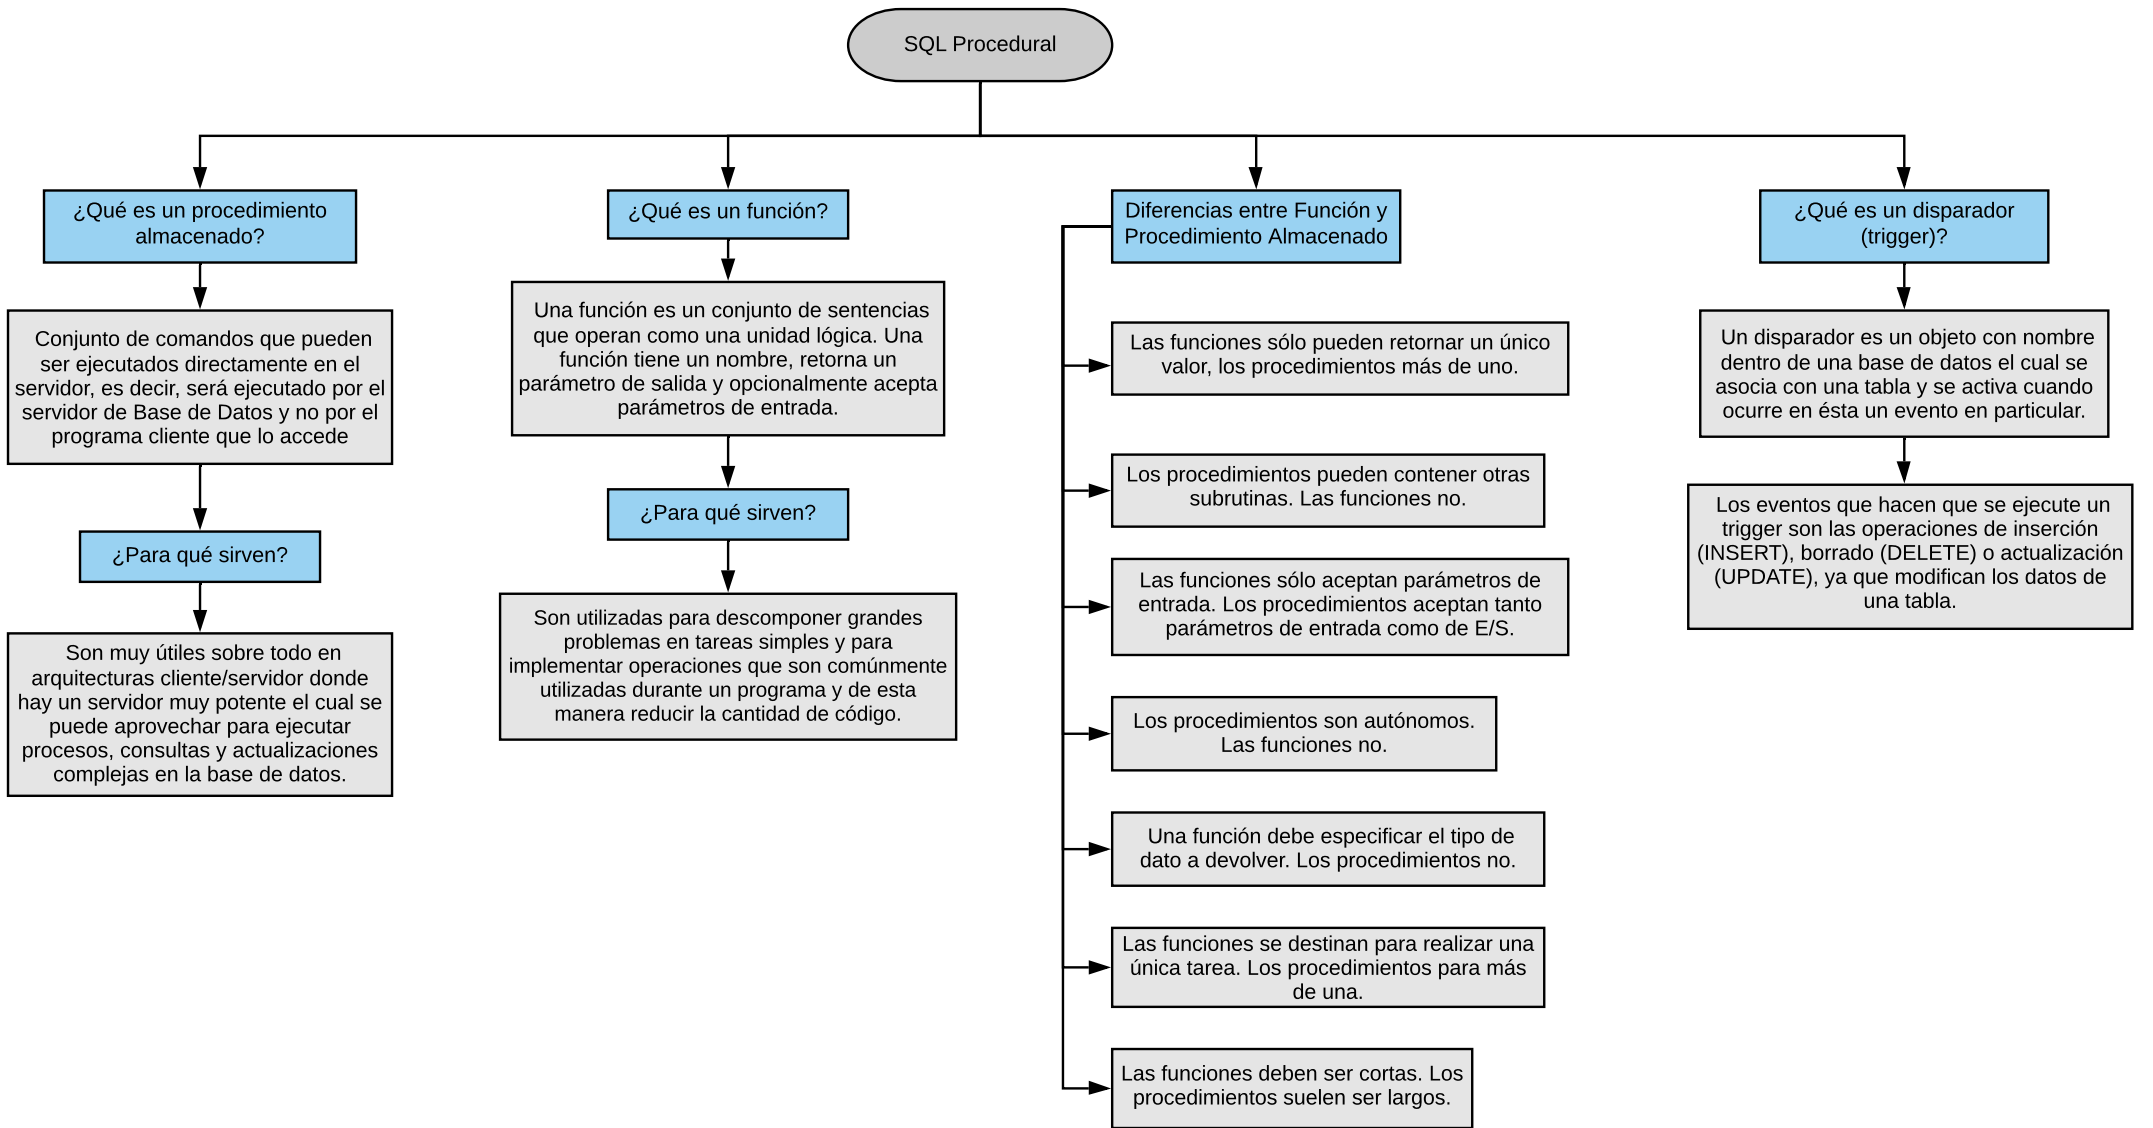 SQL Procedural
¿Qué es un procedimiento
almacenado?
Conjunto de comandos que pueden
ser ejecutados directamente en el
servidor, es decir, será ejecutado por el
servidor de Base de Datos y no por el
programa cliente que lo accede
¿Para qué sirven?
Son muy útiles sobre todo en
arquitecturas cliente/servidor donde
hay un servidor muy potente el cual se
puede aprovechar para ejecutar
procesos, consultas y actualizaciones
complejas en la base de datos.
¿Qué es un función?
Una función es un conjunto de sentencias
que operan como una unidad lógica. Una
función tiene un nombre, retorna un
parámetro de salida y opcionalmente acepta
parámetros de entrada.
¿Para qué sirven?
Son utilizadas para descomponer grandes
problemas en tareas simples y para
implementar operaciones que son comúnmente
utilizadas durante un programa y de esta
manera reducir la cantidad de código.
Diferencias entre Función y
Procedimiento Almacenado
Las funciones sólo pueden retornar un único
valor, los procedimientos más de uno.
Los procedimientos pueden contener otras
subrutinas. Las funciones no.
Las funciones sólo aceptan parámetros de
entrada. Los procedimientos aceptan tanto
parámetros de entrada como de E/S.
Los procedimientos son autónomos.
Las funciones no.
Una función debe especificar el tipo de
dato a devolver. Los procedimientos no.
Las funciones se destinan para realizar una
única tarea. Los procedimientos para más
de una.
Las funciones deben ser cortas. Los
procedimientos suelen ser largos.
¿Qué es un disparador
(trigger)?
Un disparador es un objeto con nombre
dentro de una base de datos el cual se
asocia con una tabla y se activa cuando
ocurre en ésta un evento en particular.
Los eventos que hacen que se ejecute un
trigger son las operaciones de inserción
(INSERT), borrado (DELETE) o actualización
(UPDATE), ya que modifican los datos de
una tabla.